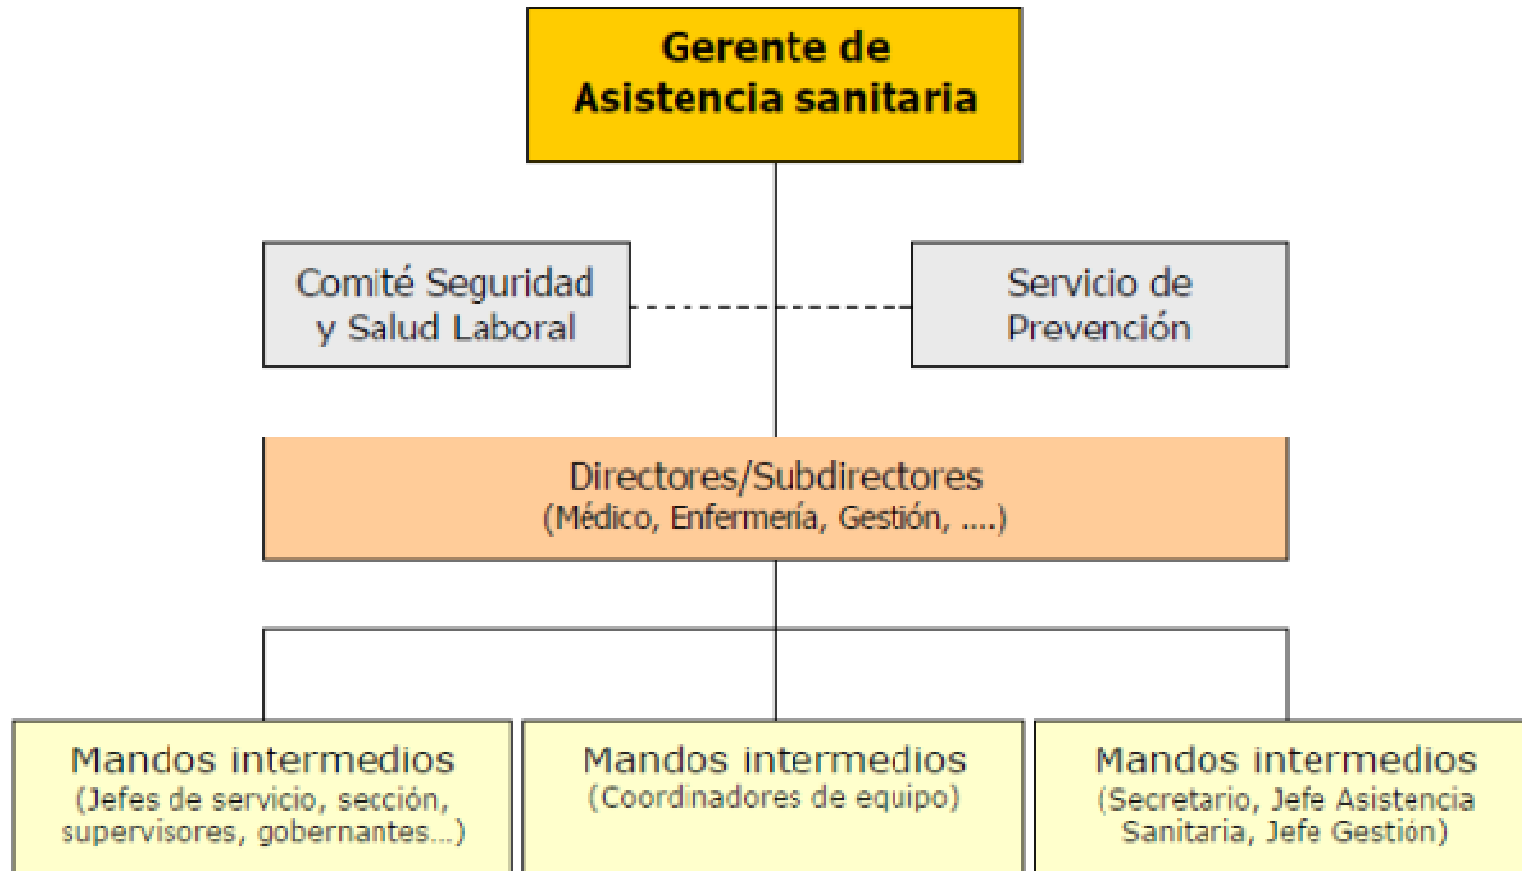 Gerente de
Asistencia sanitaria
Comité Seguridad
y Salud Laboral
Servicio de
Prevención
Directores/Subdirectores
(Médico, Enfermería, Gestión, ....)
Mandos intermedios
(Jefes de servicio, sección,
supervisores, gobernantes...)
Mandos intermedios
(Coordinadores de equipo)
Mandos intermedios
(Secretario, Jefe Asistencia
Sanitaria, Jefe Gestión)